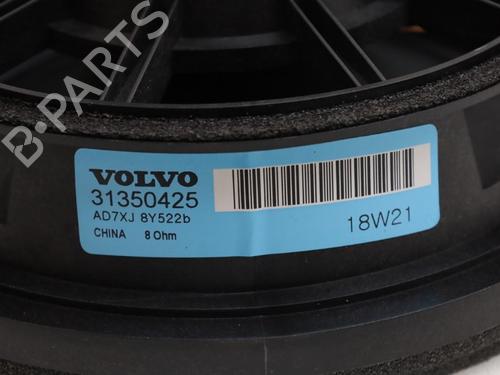 B-PARTS
VOLVO
31350425
AD7XJ 8Y522b
CHINA 8 Ohm
18W21